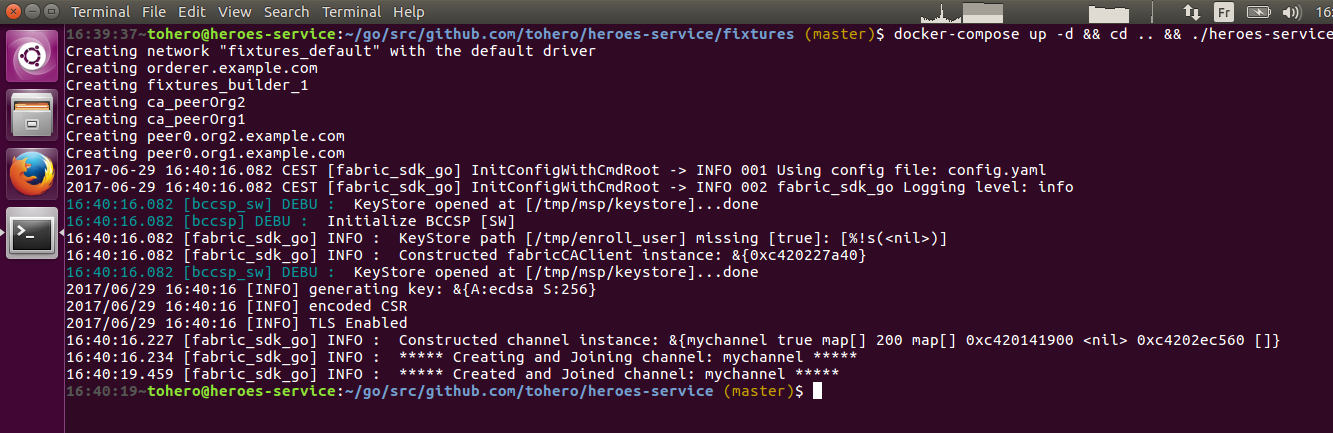 Terminal File Edit View Search Terminal Help Fr 16:
16:39:37~tohero@heroes-service:~/go/src/github.com/tohero/heroes-service/fixtures (master)$ docker-compose up -d && cd .. && ./heroes-service
Creating network "fixtures_default" with the default driver
Creating orderer.example.com
Creating fixtures_builder_1
Creating ca_peerOrg2
Creating ca_peerOrg1
Creating peer0.org2.example.com
Creating peer0.org1.example.com
2017-06-29 16:40:16.082 CEST [fabric_sdk_go] InitConfigWithCmdRoot -> INFO 001 Using config file: config.yaml
2017-06-29 16:40:16.082 CEST [fabric_sdk_go] InitConfigWithCmdRoot -> INFO 002 fabric_sdk_go Logging level: info
16:40:16.082 [bccsp_sw] DEBU :  KeyStore opened at [/tmp/msp/keystore]...done
16:40:16.082 [bccsp] DEBU :  Initialize BCCSP [SW]
16:40:16.082 [fabric_sdk_go] INFO :  KeyStore path [/tmp/enroll_user] missing [true]: [%!s(<nil>)]
16:40:16.082 [fabric_sdk_go] INFO :  Constructed fabricCAClient instance: &{0xc420227a40}
16:40:16.082 [bccsp_sw] DEBU :  KeyStore opened at [/tmp/msp/keystore]...done
2017/06/29 16:40:16 [INFO] generating key: &{A:ecdsa S:256}
2017/06/29 16:40:16 [INFO] encoded CSR
2017/06/29 16:40:16 [INFO] TLS Enabled
16:40:16.227 [fabric_sdk_go] INFO :  Constructed channel instance: &{mychannel true map[] 200 map[] 0xc420141900 <nil> 0xc4202ec560 []}
16:40:16.234 [fabric_sdk_go] INFO :  ***** Creating and Joining channel: mychannel *****
16:40:19.459 [fabric_sdk_go] INFO :  ***** Created and Joined channel: mychannel *****
16:40:19~tohero@heroes-service:~/go/src/github.com/tohero/heroes-service (master)$